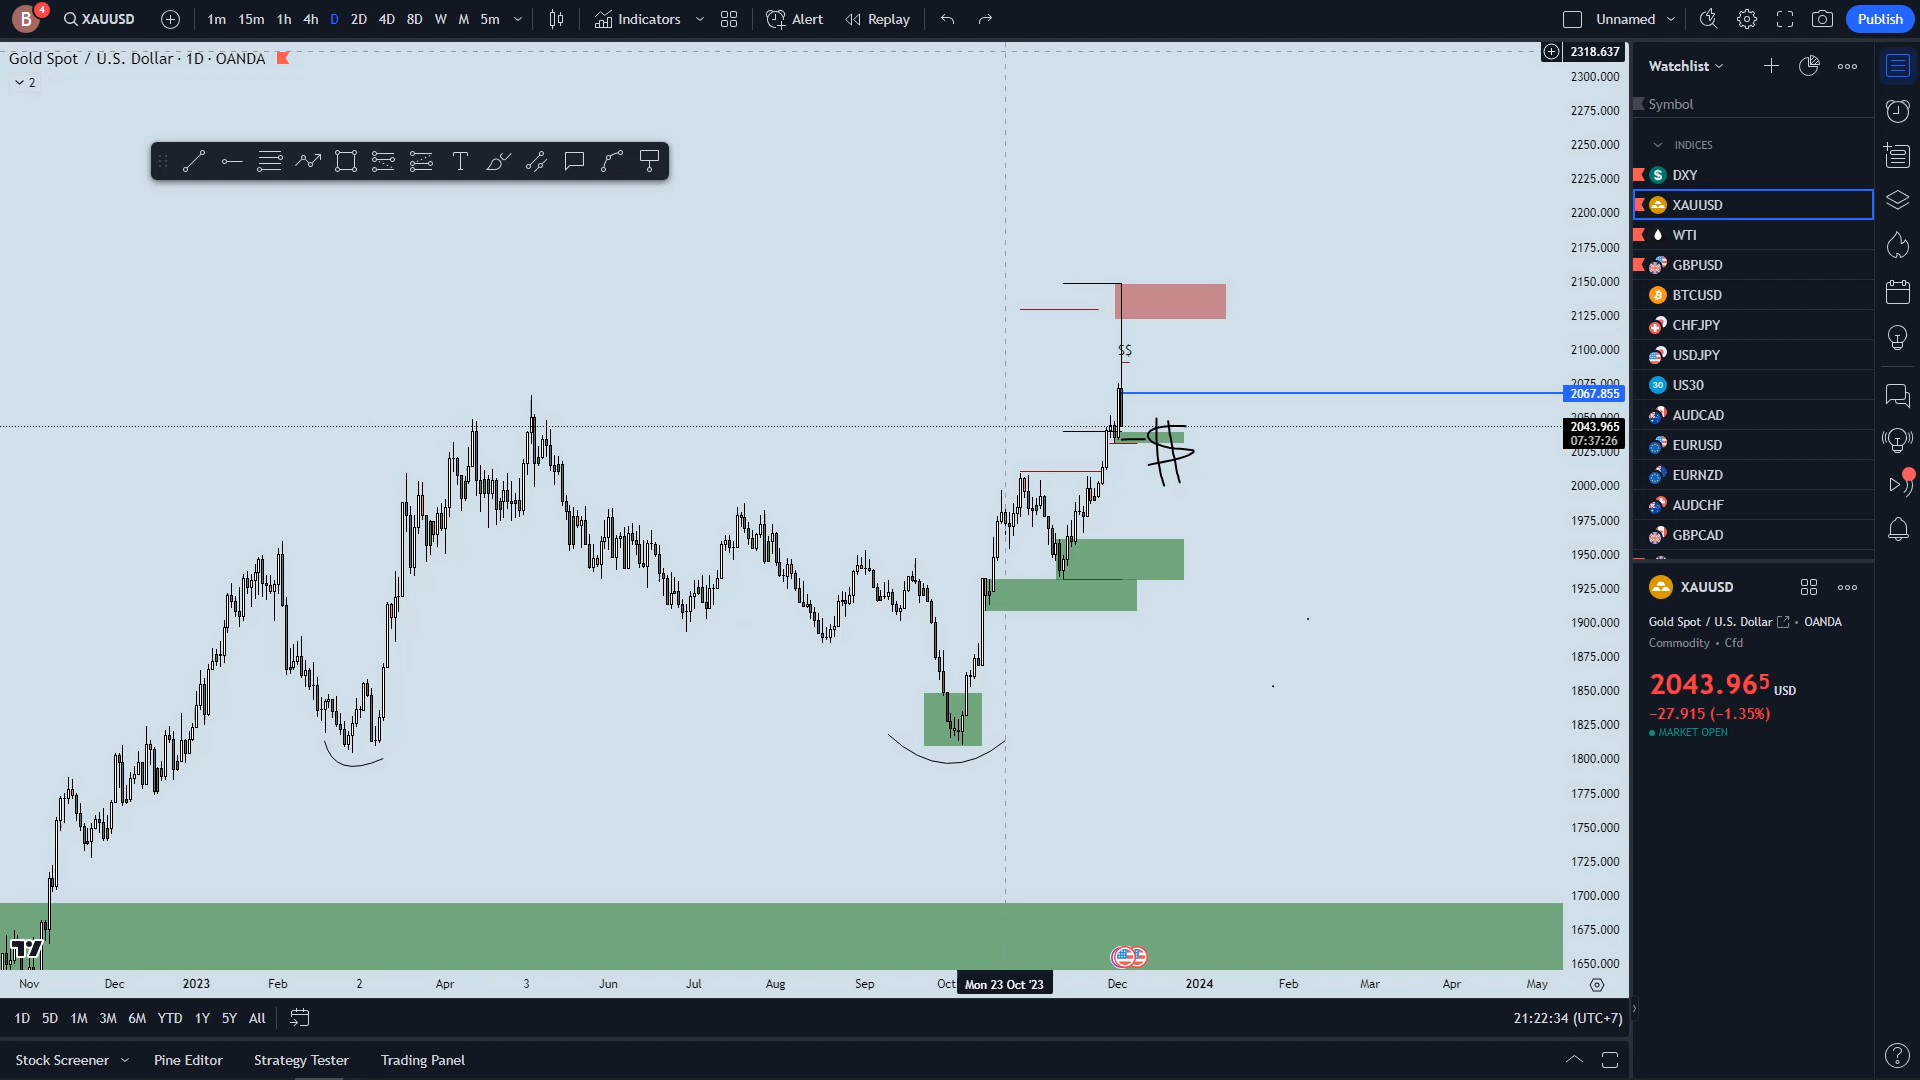 B 4 XAUUSD 1m 15m 1h 4h D 2D 4D 8D W M 5m Indicators Alert Replay Unnamed Publish
Gold Spot / U.S. Dollar · 1D · OANDA
2
2318.637
2300.000
2275.000
2250.000
2225.000
2200.000
2175.000
2150.000
2125.000
2100.000
2075.000
2067.855
2050.000
2043.965
07:37:26
2025.000
2000.000
1975.000
1950.000
1925.000
1900.000
1875.000
1850.000
1825.000
1800.000
1775.000
1750.000
1725.000
1700.000
1675.000
1650.000
T
$$
$
Nov Dec 2023 Feb 2 Apr 3 Jun Jul Aug Sep Oct Mon 23 Oct '23 Dec 2024 Feb Mar Apr May
1D 5D 1M 3M 6M YTD 1Y 5Y All 21:22:34 (UTC+7)
Stock Screener Pine Editor Strategy Tester Trading Panel
Watchlist
Symbol
INDICES
$ DXY
XAUUSD
WTI
GBPUSD
BTCUSD
CHFJPY
USDJPY
30 US30
AUDCAD
EURUSD
EURNZD
AUDCHF
GBPCAD
XAUUSD
Gold Spot / U.S. Dollar • OANDA
Commodity • Cfd
2043.965 USD
−27.915 (−1.35%)
MARKET OPEN